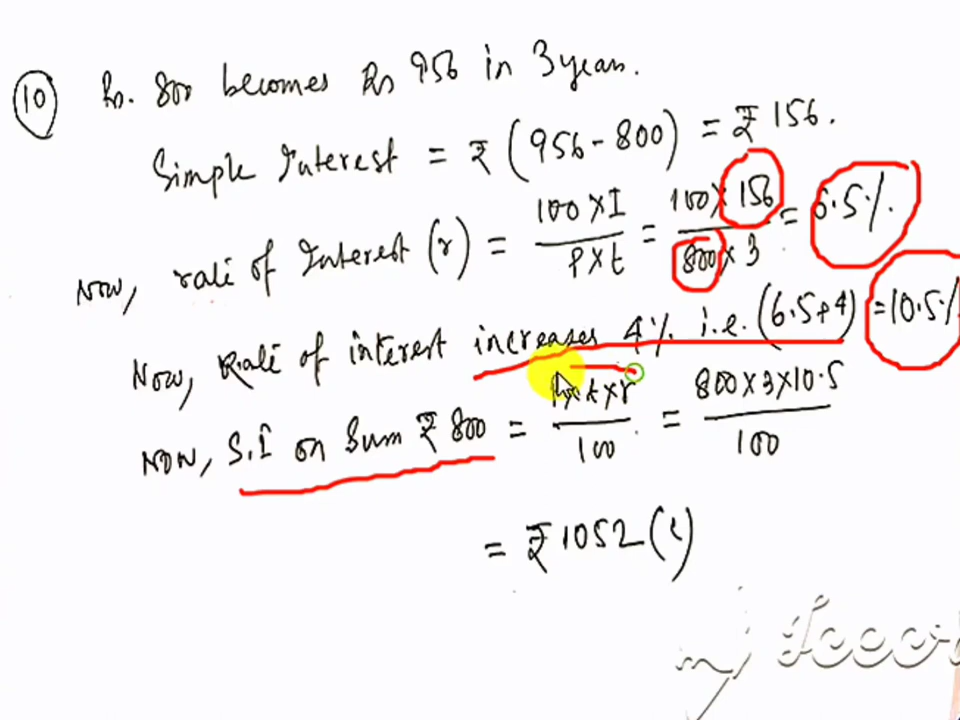 10 Rs. 800 becomes Rs 956 in 3 years.
Simple Interest = ₹ (956 - 800) = ₹ 156.
Now, rate of Interest (r) = 100 × I / P × t = 100 × 156 / 800 × 3 = 6.5%.
Now, Rate of interest increases 4% i.e. (6.5+4) = 10.5%
Now, S.I on Sum ₹ 800 = P × t × r / 100 = 800 × 3 × 10.5 / 100
= ₹ 1052
my